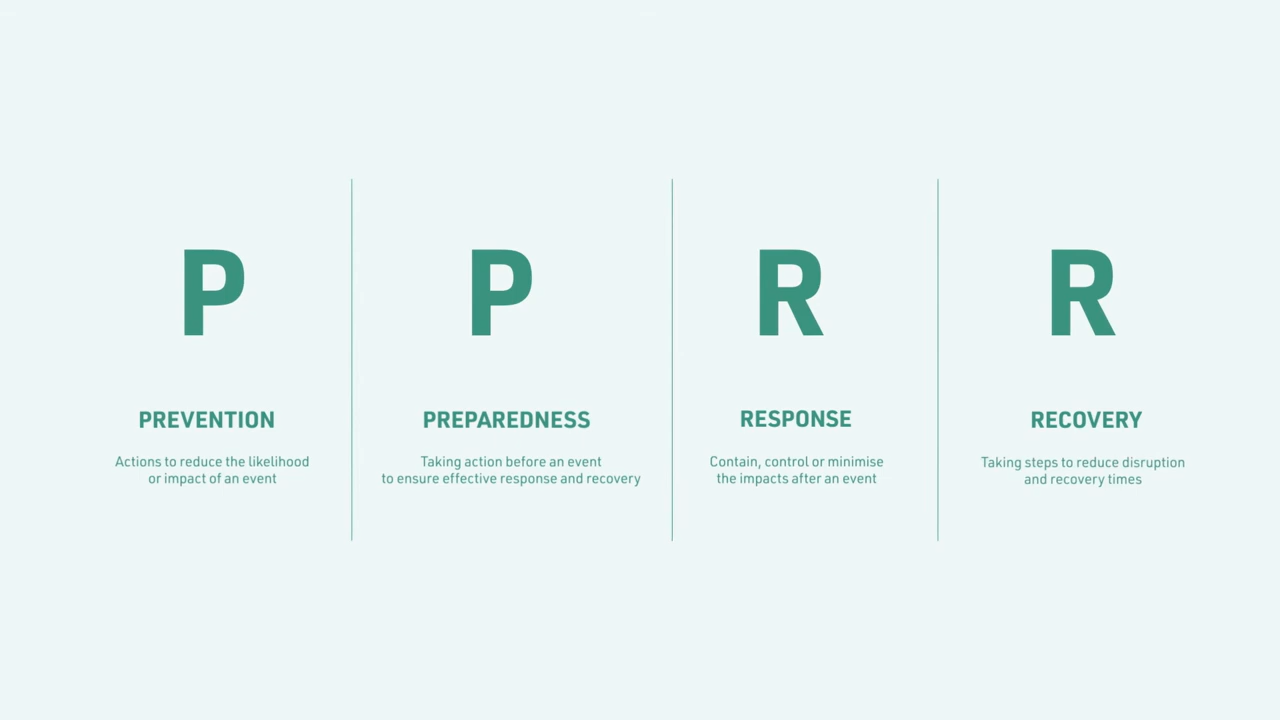 P
PREVENTION
Actions to reduce the likelihood
or impact of an event
P
PREPAREDNESS
Taking action before an event
to ensure effective response and recovery
R
RESPONSE
Contain, control or minimise
the impacts after an event
R
RECOVERY
Taking steps to reduce disruption
and recovery times